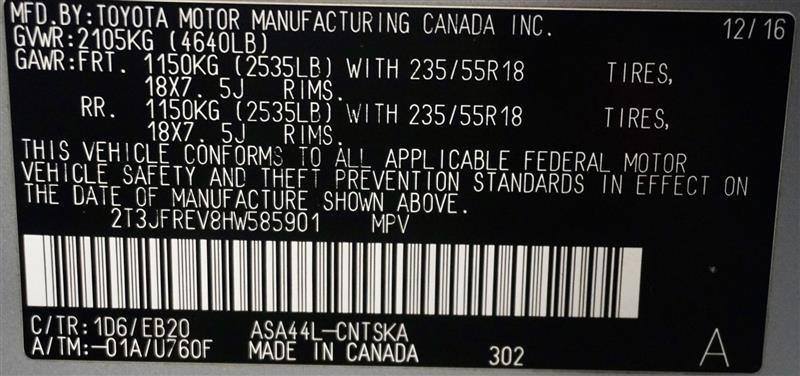 MFD.BY:TOYOTA MOTOR MANUFACTURING CANADA INC. 12/16
GVWR:2105KG (4640LB)
GAWR:FRT. 1150KG (2535LB) WITH 235/55R18 TIRES,
18X7. 5J RIMS.
RR. 1150KG (2535LB) WITH 235/55R18 TIRES,
18X7. 5J RIMS.
THIS VEHICLE CONFORMS TO ALL APPLICABLE FEDERAL MOTOR
VEHICLE SAFETY AND THEFT PREVENTION STANDARDS IN EFFECT ON
THE DATE OF MANUFACTURE SHOWN ABOVE.
2T3JFREV8HW585901 MPV
C/TR:1D6/EB20 ASA44L-CNTSKA
A/TM:-01A/U760F MADE IN CANADA 302 A